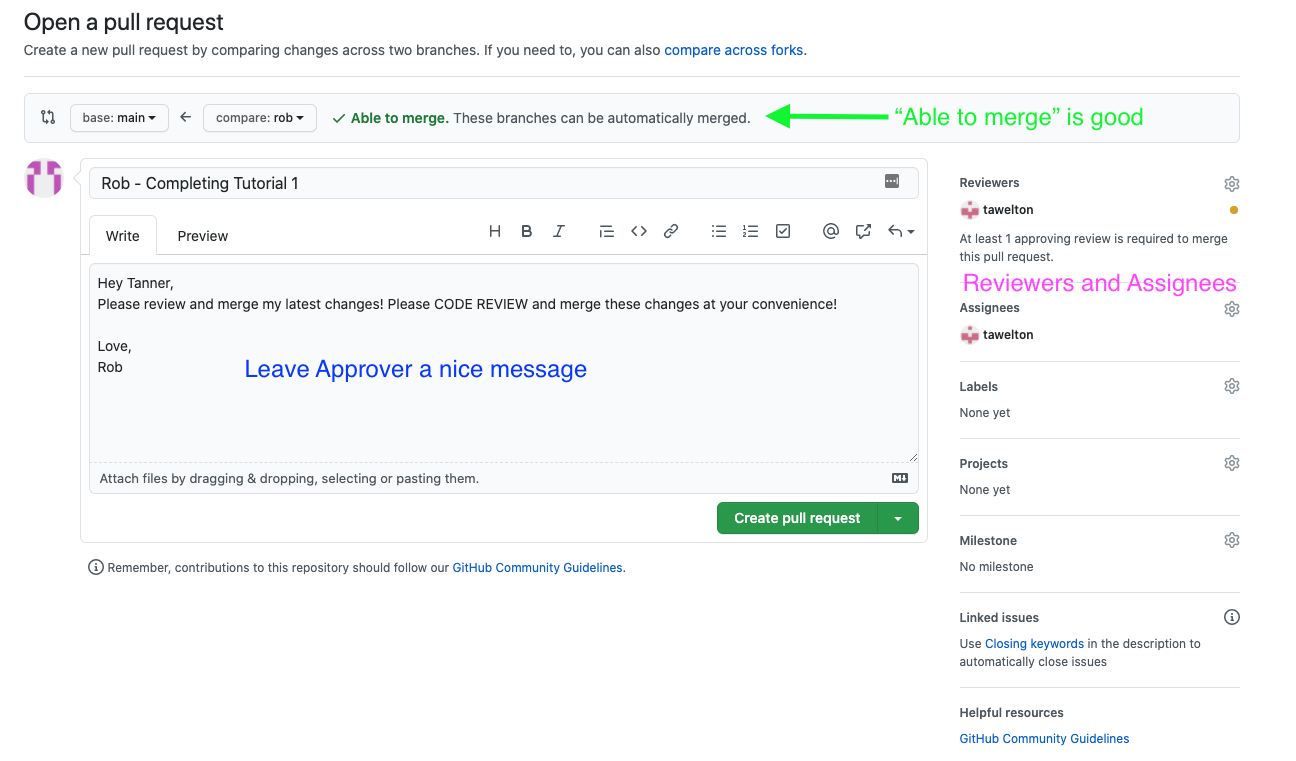 Open a pull request
Create a new pull request by comparing changes across two branches. If you need to, you can also compare across forks.
base: main
compare: rob
Able to merge. These branches can be automatically merged.
“Able to merge” is good
Rob - Completing Tutorial 1
Write
Preview
Hey Tanner,
Please review and merge my latest changes! Please CODE REVIEW and merge these changes at your convenience!
Love,
Rob
Leave Approver a nice message
Attach files by dragging & dropping, selecting or pasting them.
Create pull request
Remember, contributions to this repository should follow our GitHub Community Guidelines.
Reviewers
tawelton
At least 1 approving review is required to merge
this pull request.
Reviewers and Assignees
Assignees
tawelton
Labels
None yet
Projects
None yet
Milestone
No milestone
Linked issues
Use Closing keywords in the description to
automatically close issues
Helpful resources
GitHub Community Guidelines